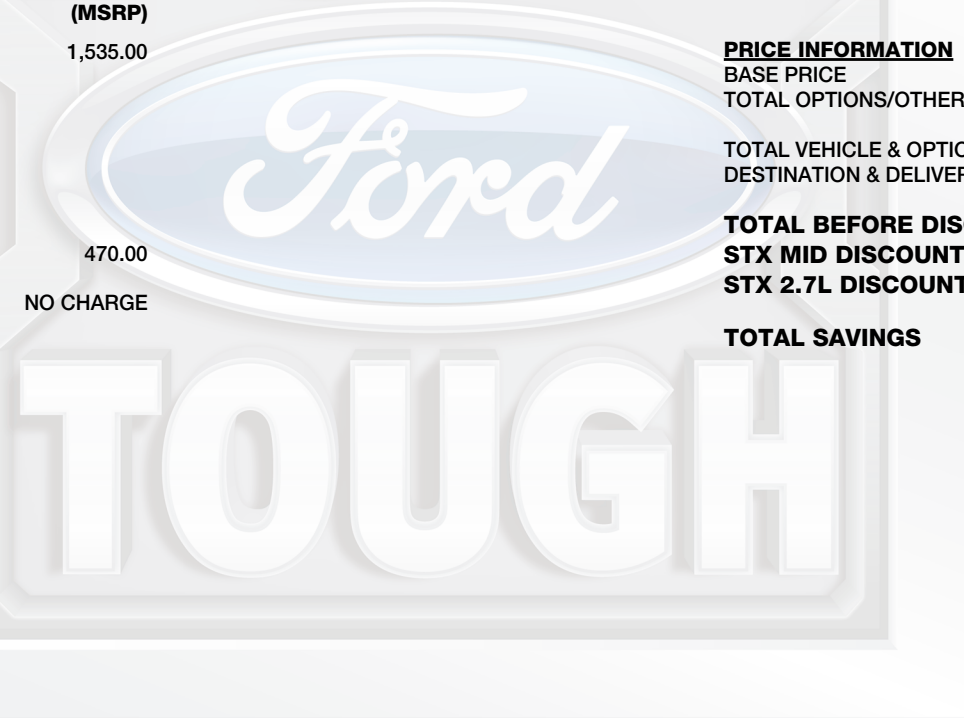 (MSRP)
1,535.00
470.00
NO CHARGE
PRICE INFORMATION
BASE PRICE
TOTAL OPTIONS/OTHER
TOTAL VEHICLE & OPTIO
DESTINATION & DELIVER
TOTAL BEFORE DIS
STX MID DISCOUNT
STX 2.7L DISCOUNT
TOTAL SAVINGS
Ford
TOUGH